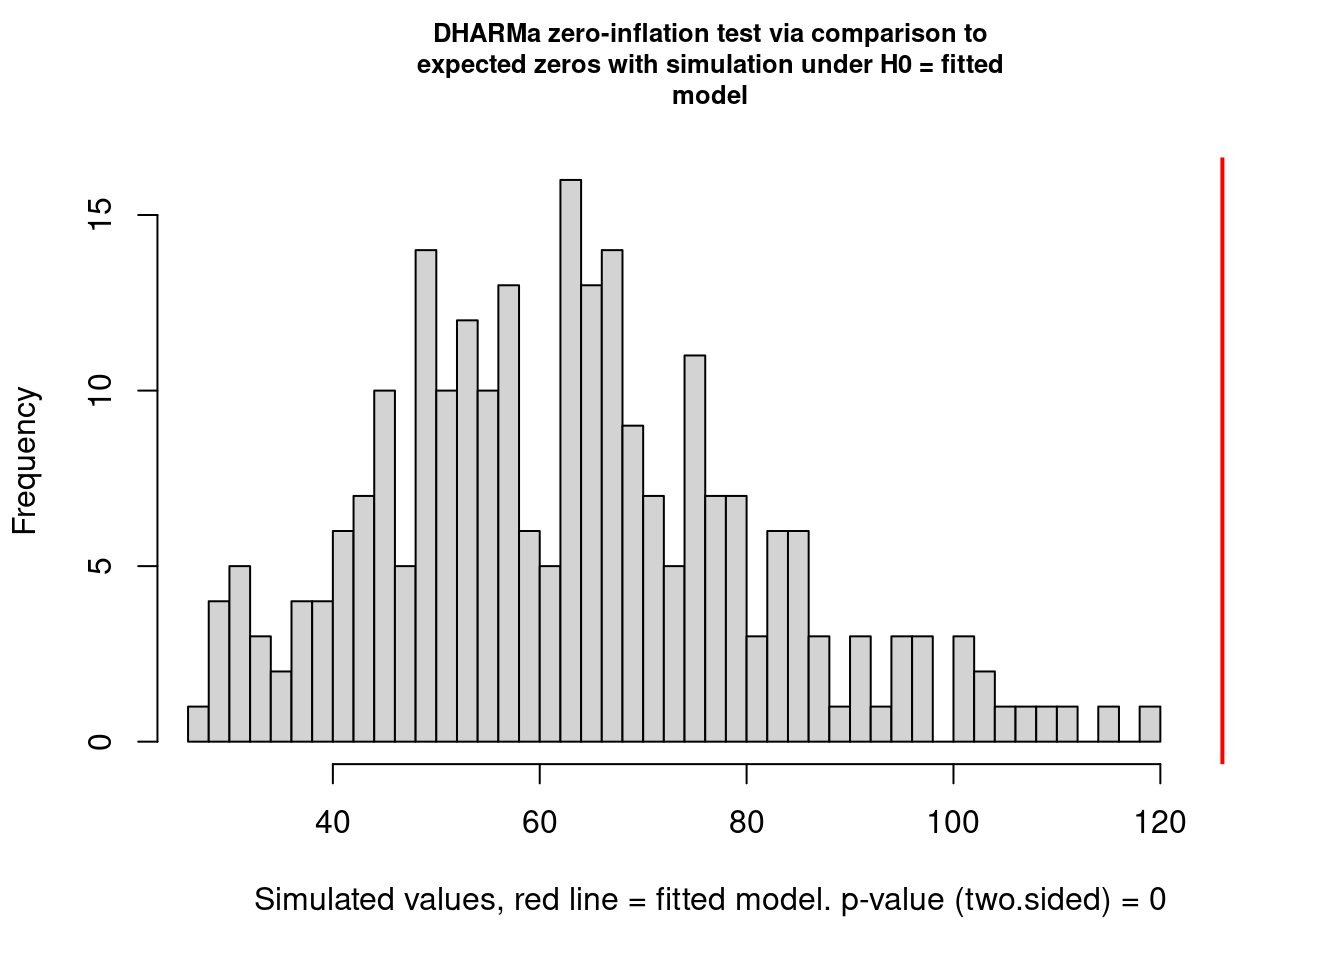 DHARMa zero-inflation test via comparison to
expected zeros with simulation under H0 = fitted
model
15
10
5
0
Frequency
40 60 80 100 120
Simulated values, red line = fitted model. p-value (two.sided) = 0